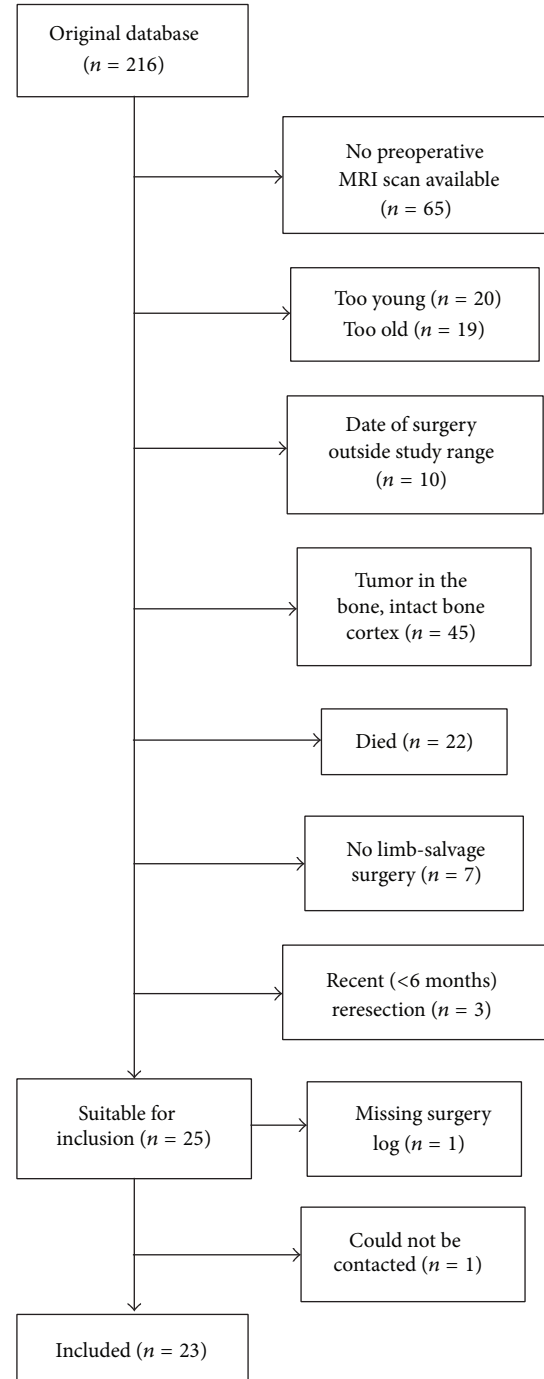 Original database
(n = 216)
No preoperative
MRI scan available
(n = 65)
Too young (n = 20)
Too old (n = 19)
Date of surgery
outside study range
(n = 10)
Tumor in the
bone, intact bone
cortex (n = 45)
Died (n = 22)
No limb-salvage
surgery (n = 7)
Recent (<6 months)
reresection (n = 3)
Suitable for
inclusion (n = 25)
Missing surgery
log (n = 1)
Could not be
contacted (n = 1)
Included (n = 23)